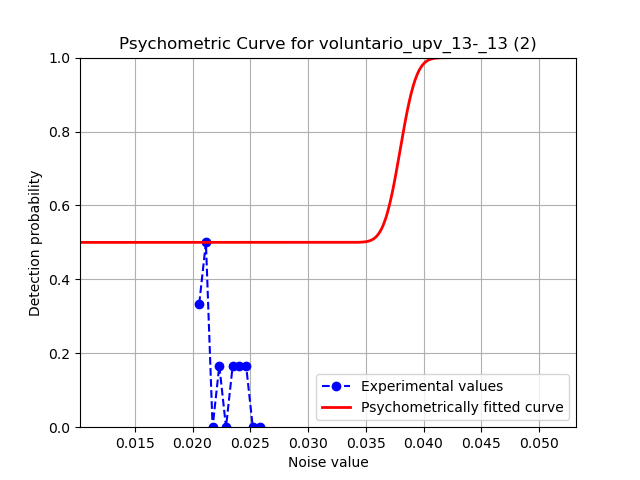 Psychometric Curve for voluntario_upv_13-_13 (2)
Detection probability
1.0
0.8
0.6
0.4
0.2
0.0
Experimental values
Psychometrically fitted curve
0.015 0.020 0.025 0.030 0.035 0.040 0.045 0.050
Noise value